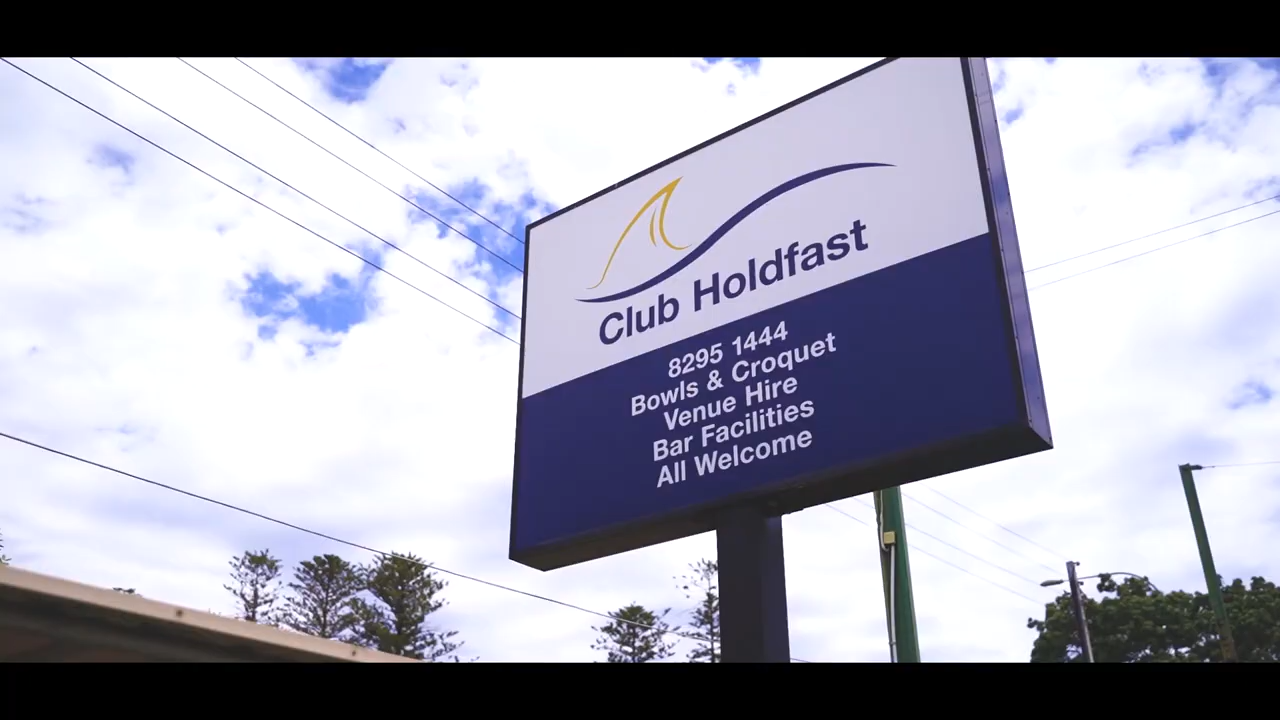 Club Holdfast
8295 1444
Bowls & Croquet
Venue Hire
Bar Facilities
All Welcome